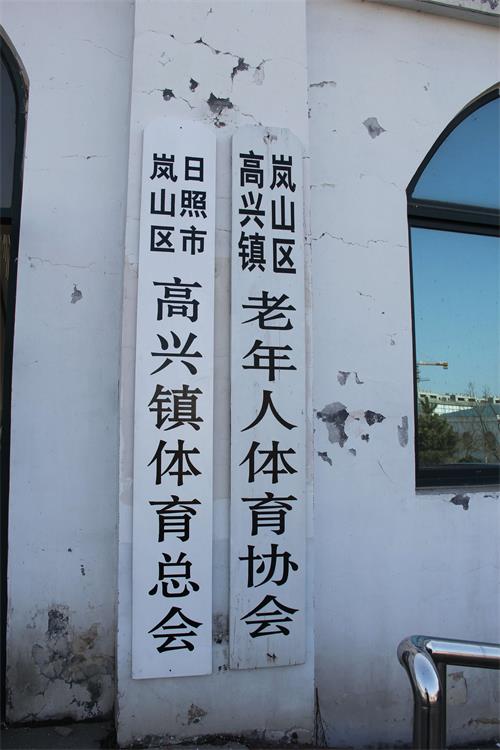 日照市
岚山区
高兴镇体育总会
岚山区
高兴镇
老年人体育协会